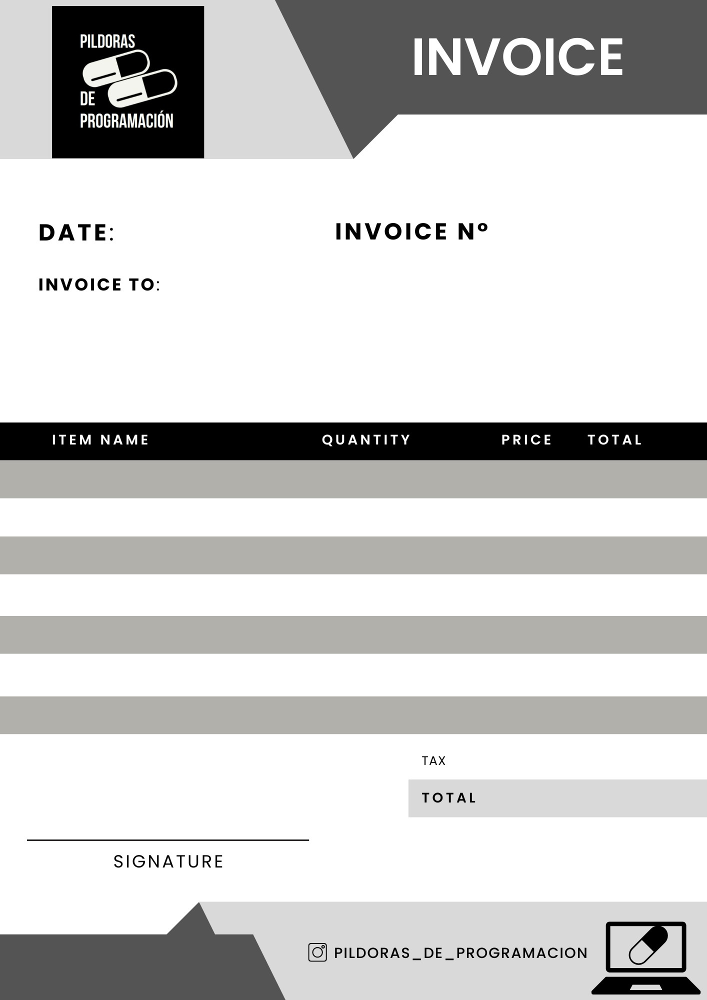 PILDORAS
DE
PROGRAMACIÓN
INVOICE
DATE:
INVOICE Nº
INVOICE TO:
ITEM NAME QUANTITY PRICE TOTAL
TAX
TOTAL
SIGNATURE
PILDORAS_DE_PROGRAMACION